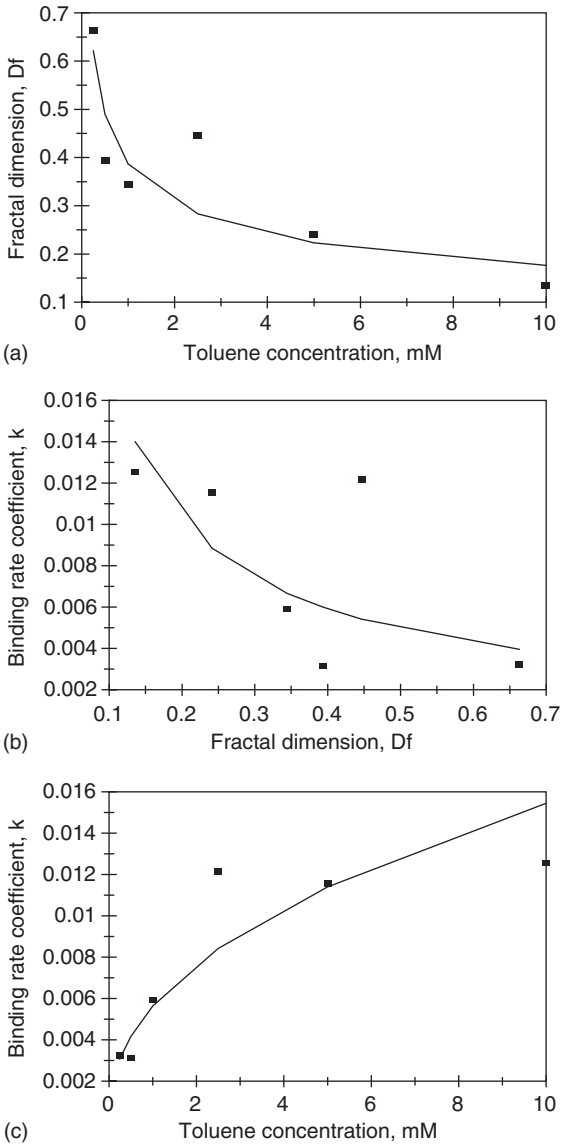 0.7
0.6
0.5
0.4
0.3
0.2
0.1
Fractal dimension, Df
0 2 4 6 8 10
(a) Toluene concentration, mM
0.016
0.014
0.012
0.01
0.008
0.006
0.004
0.002
Binding rate coefficient, k
0.1 0.2 0.3 0.4 0.5 0.6 0.7
(b) Fractal dimension, Df
0.016
0.014
0.012
0.01
0.008
0.006
0.004
0.002
Binding rate coefficient, k
0 2 4 6 8 10
(c) Toluene concentration, mM